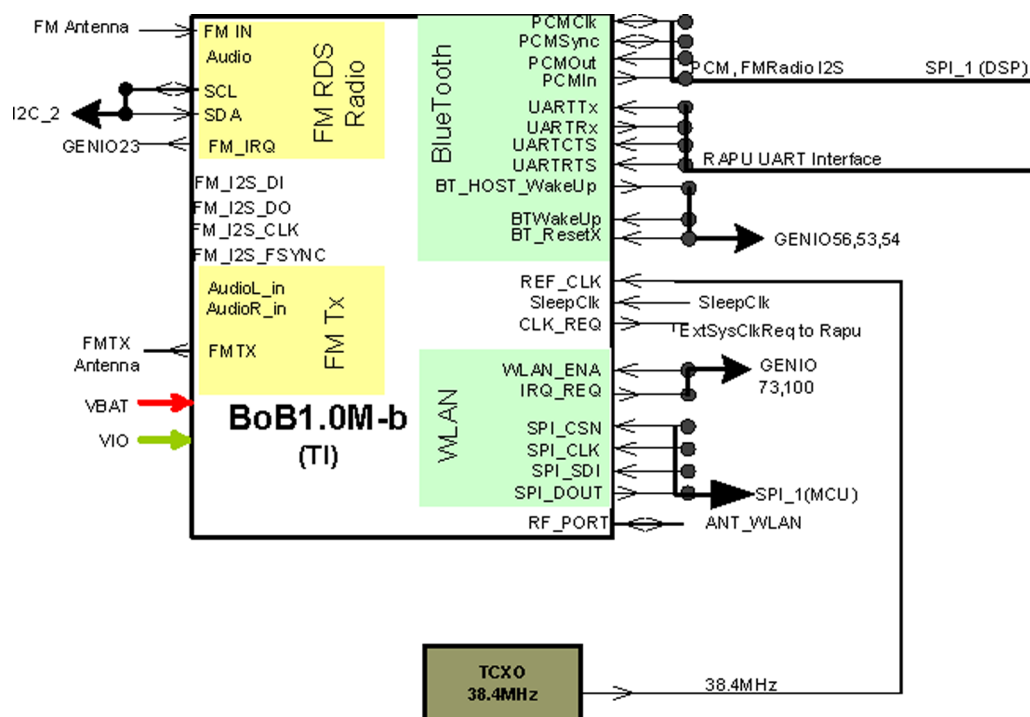 FM Antenna
FM IN
Audio
SCL
I2C_2
SDA
GENIO23
FM_IRQ
FM RDS
Radio
FM_I2S_DI
FM_I2S_DO
FM_I2S_CLK
FM_I2S_FSYNC
AudioL_in
AudioR_in
FM Tx
FMTX
Antenna
FMTX
VBAT
VIO
BoB1.0M-b
(TI)
BlueTooth
PCMClk
PCMSync
PCMOut
PCMIn
PCM, FMRadio I2S
SPI_1 (DSP)
UARTTx
UARTRx
UARTCTS
UARTRTS
RAPU UART Interface
BT_HOST_WakeUp
BTWakeUp
BT_ResetX
GENIO56,53,54
REF_CLK
SleepClk
SleepClk
CLK_REQ
ExtSysClkReq to Rapu
WLAN
WLAN_ENA
IRQ_REQ
GENIO
73,100
SPI_CSN
SPI_CLK
SPI_SDI
SPI_DOUT
SPI_1(MCU)
RF_PORT
ANT_WLAN
TCXO
38.4MHz
38.4MHz